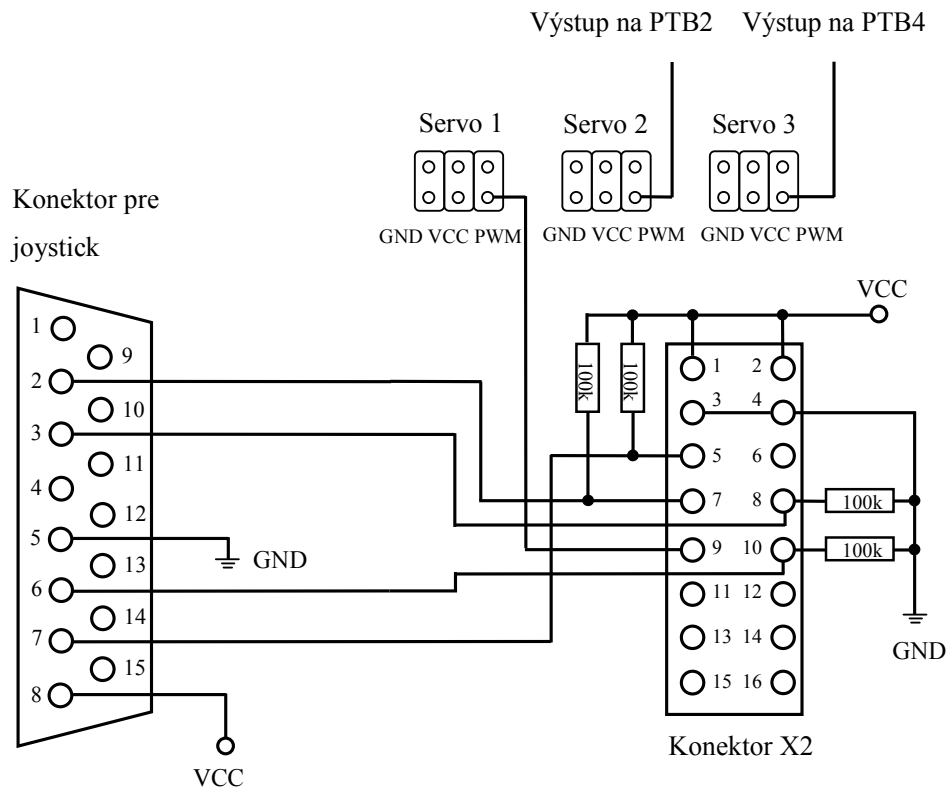 Výstup na PTB2 Výstup na PTB4
Servo 1 Servo 2 Servo 3
GND VCC PWM GND VCC PWM GND VCC PWM
Konektor pre
joystick
1
9
2
10
3
11
4
12
5
13
6
14
7
15
8
GND
VCC
VCC
100k 100k
1 2
3 4
5 6
7 8
100k
9 10
100k
11 12
13 14
15 16
GND
Konektor X2